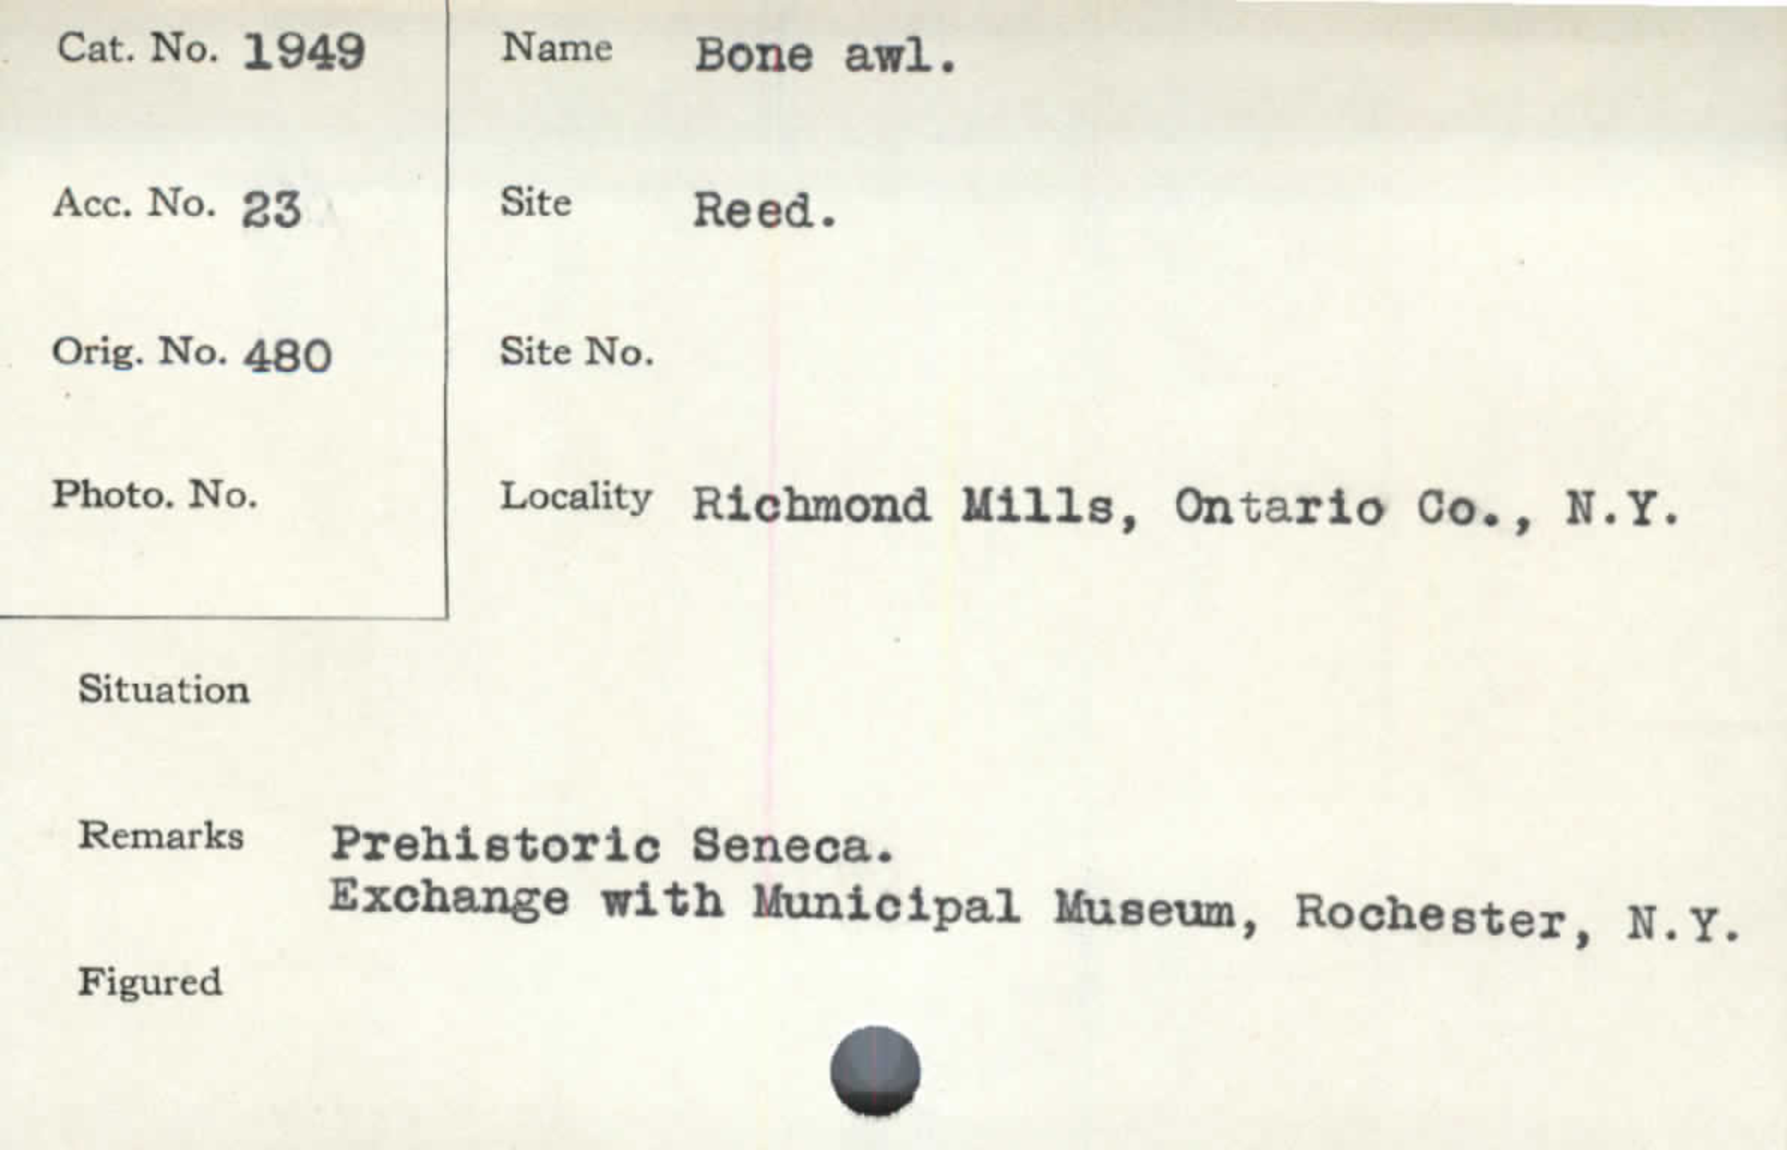 Cat. No. 1949
Name Bone awl.
Acc. No. 23
Site Reed.
Orig. No. 480
Site No.
Photo. No.
Locality Richmond Mills, Ontario Co., N.Y.
Situation
Remarks Prehistoric Seneca.
Exchange with Municipal Museum, Rochester, N.Y.
Figured